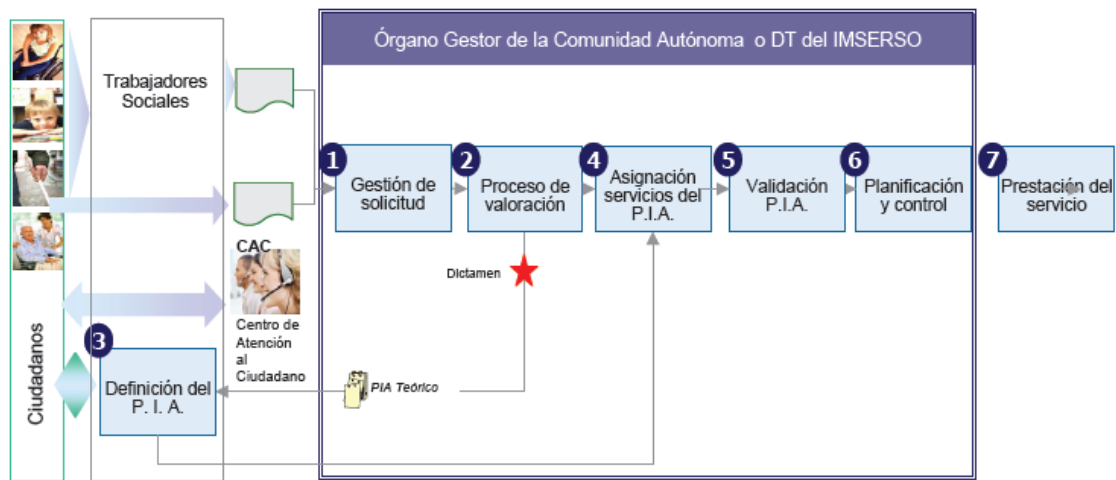 Órgano Gestor de la Comunidad Autónoma o DT del IMSERSO
Trabajadores
Sociales
1
Gestión de
solicitud
2
Proceso de
valoración
4
Asignación
servicios del
P.I.A.
5
Validación
P.I.A.
6
Planificación
y control
7
Prestación del
servicio
CAC
Centro de
Atención
al
Ciudadano
Dictamen
PIA Teórico
3
Definición del
P. I. A.
Ciudadanos